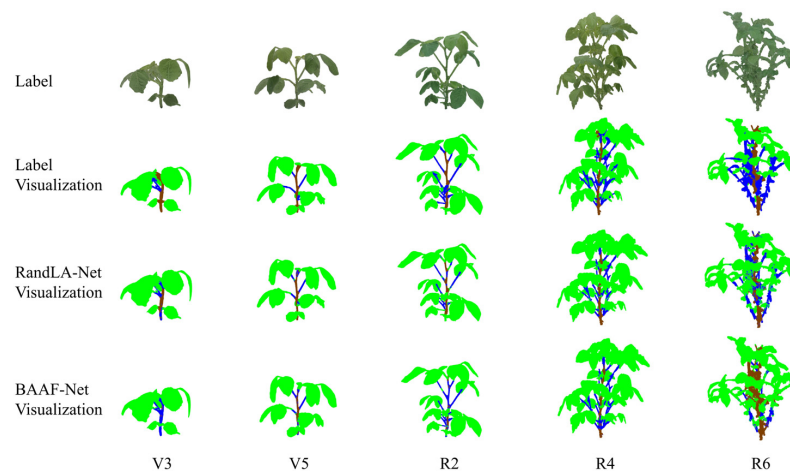 Label
Label
Visualization
RandLA-Net
Visualization
BAAF-Net
Visualization
V3 V5 R2 R4 R6